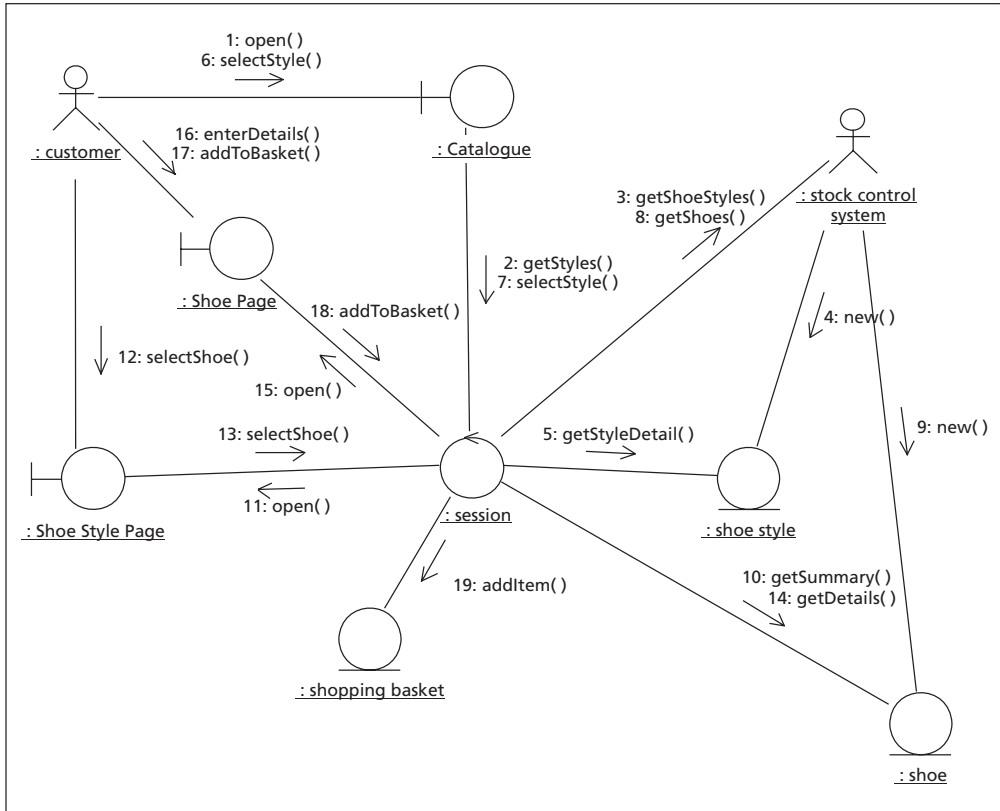 1: open( )
6: selectStyle( )
: customer
16: enterDetails( )
17: addToBasket( )
: Catalogue
: stock control
system
3: getShoeStyles( )
8: getShoes( )
: Shoe Page
2: getStyles( )
7: selectStyle( )
18: addToBasket( )
4: new( )
12: selectShoe( )
15: open( )
13: selectShoe( )
5: getStyleDetail( )
9: new( )
11: open( )
: session
: Shoe Style Page
: shoe style
19: addItem( )
10: getSummary( )
14: getDetails( )
: shopping basket
: shoe